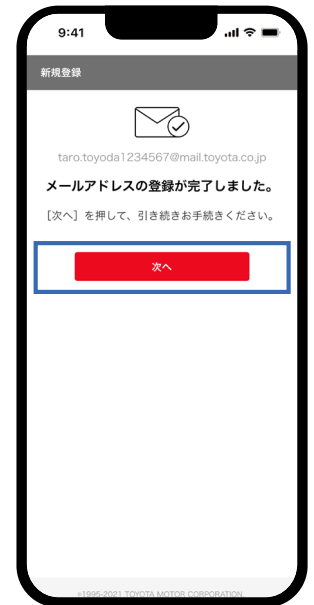 9:41
新規登録
taro.toyoda1234567@mail.toyota.co.jp
メールアドレスの登録が完了しました。
［次へ］を押して、引き続きお手続きください。
次へ
©1995-2021 TOYOTA MOTOR CORPORATION.